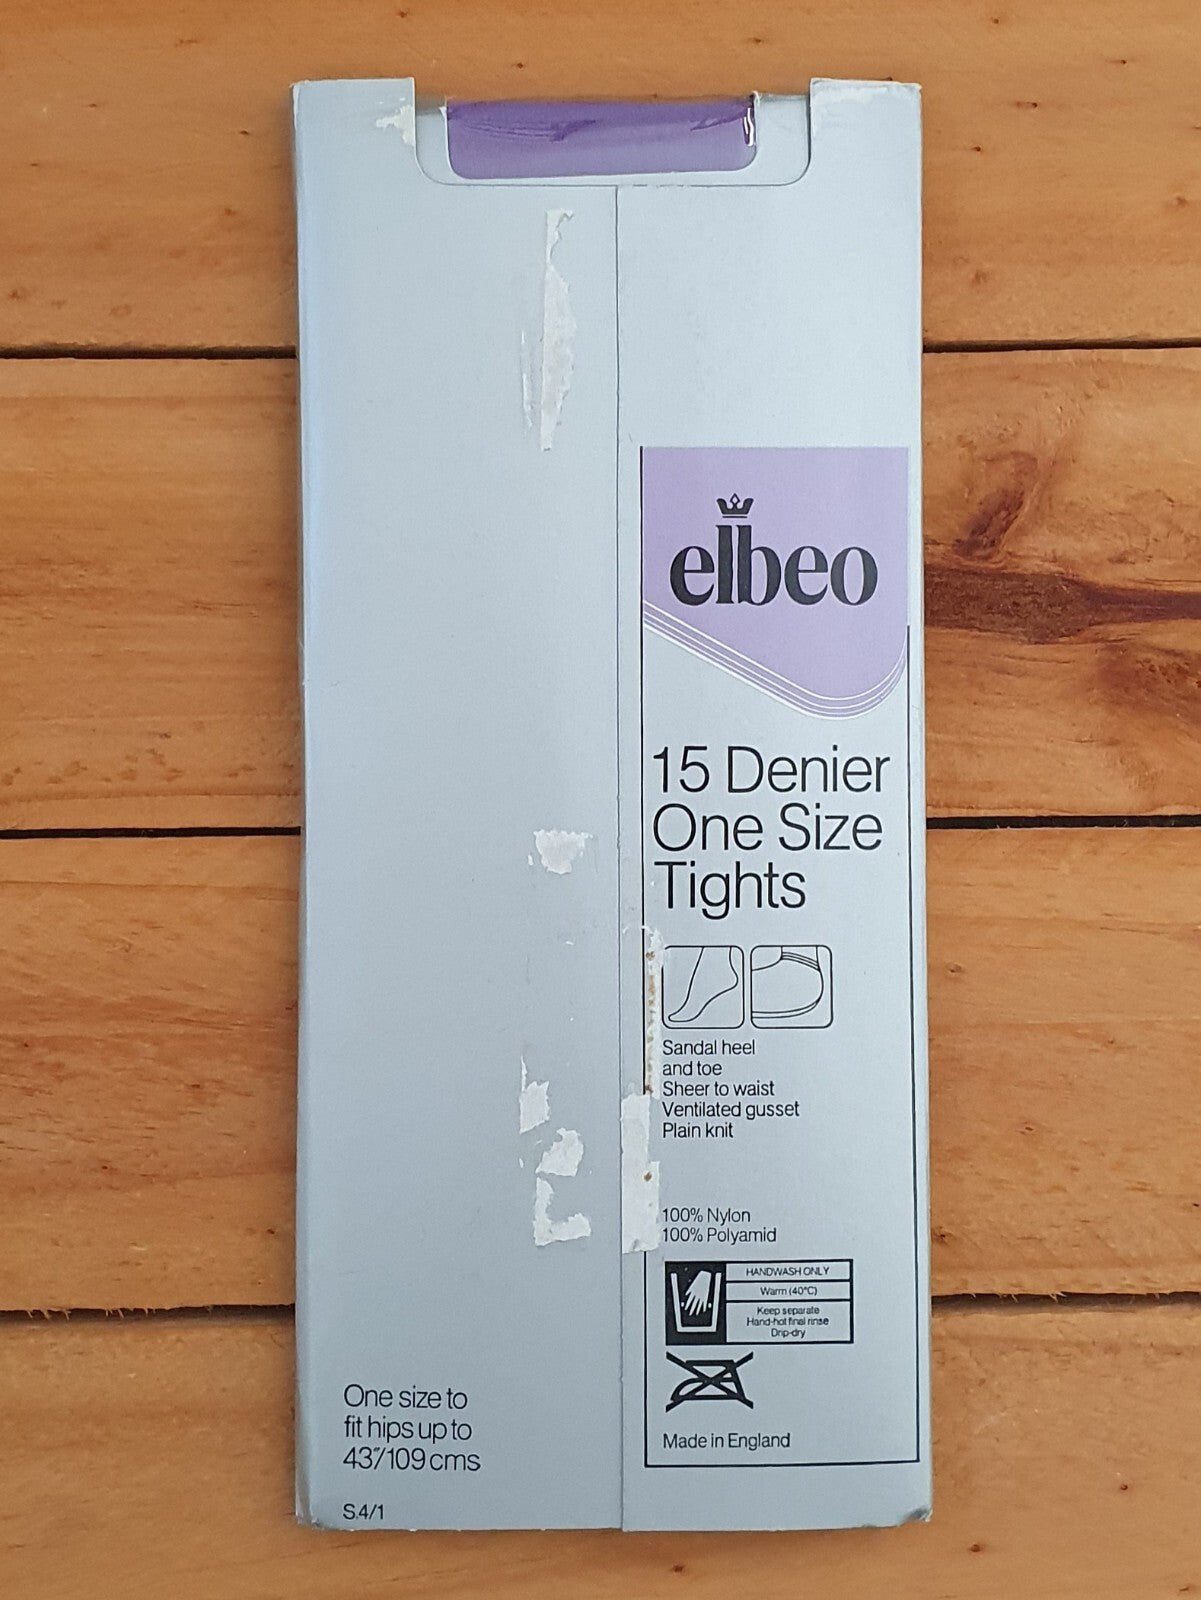 elbeo
15 Denier
One Size
Tights
Sandal heel
and toe
Sheer to waist
Ventilated gusset
Plain knit
100% Nylon
100% Polyamid
HANDWASH ONLY
Warm (40°C)
Keep separate
Hand-hot final rinse
Drip-dry
Made in England
One size to
fit hips up to
43"/109 cms
S.4/1